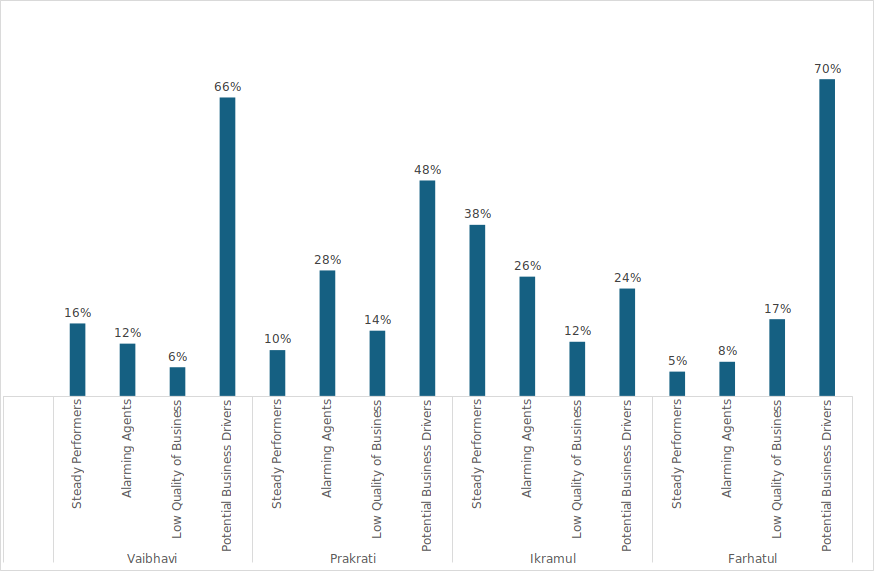 70%
66%
48%
38%
28%
26%
24%
16%
12%
6%
10%
14%
12%
5%
8%
17%
Steady Performers
Alarming Agents
Low Quality of Business
Potential Business Drivers
Steady Performers
Alarming Agents
Low Quality of Business
Potential Business Drivers
Steady Performers
Alarming Agents
Low Quality of Business
Potential Business Drivers
Steady Performers
Alarming Agents
Low Quality of Business
Potential Business Drivers
Vaibhavi
Prakrati
Ikramul
Farhatul